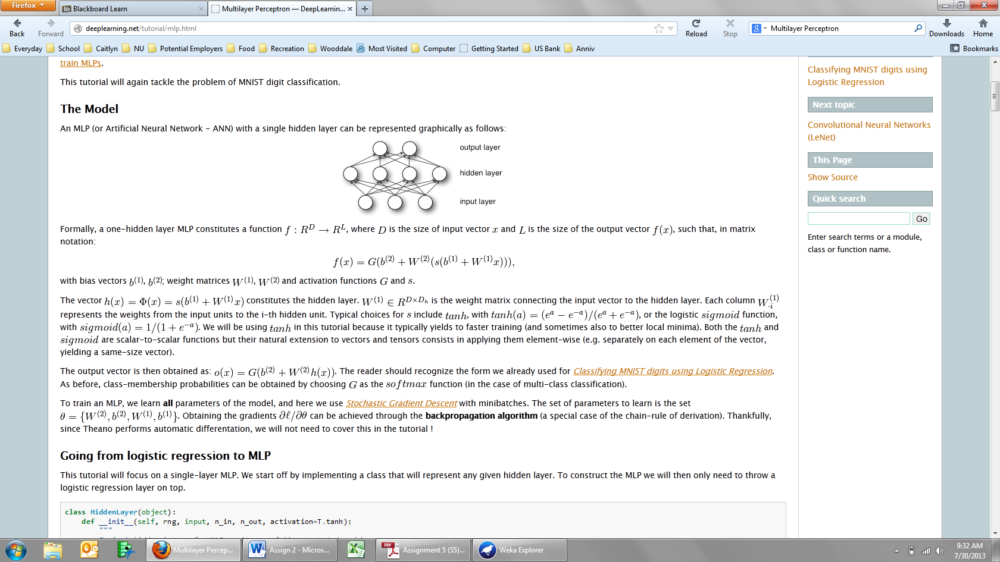 Firefox
Blackboard Learn
Multilayer Perceptron — DeepLearnin...
Back
Forward
deeplearning.net/tutorial/mlp.html
Reload
Stop
Multilayer Perceptron
Downloads
Home
Everyday School Caitlyn NU Potential Employers Food Recreation Wooddale Most Visited Computer Getting Started US Bank Anniv Bookmarks
train MLPs.
This tutorial will again tackle the problem of MNIST digit classification.
The Model
An MLP (or Artificial Neural Network - ANN) with a single hidden layer can be represented graphically as follows:
output layer
hidden layer
input layer
Formally, a one-hidden layer MLP constitutes a function f : R^D → R^L, where D is the size of input vector x and L is the size of the output vector f(x), such that, in matrix
notation:
f(x) = G(b^(2) + W^(2)(s(b^(1) + W^(1)x))),
with bias vectors b^(1), b^(2); weight matrices W^(1), W^(2) and activation functions G and s.
The vector h(x) = Φ(x) = s(b^(1) + W^(1)x) constitutes the hidden layer. W^(1) ∈ R^{D×D_h} is the weight matrix connecting the input vector to the hidden layer. Each column W_{·i}^(1)
represents the weights from the input units to the i-th hidden unit. Typical choices for s include tanh, with tanh(a) = (e^a − e^{−a})/(e^a + e^{−a}), or the logistic sigmoid function,
with sigmoid(a) = 1/(1 + e^{−a}). We will be using tanh in this tutorial because it typically yields to faster training (and sometimes also to better local minima). Both the tanh and
sigmoid are scalar-to-scalar functions but their natural extension to vectors and tensors consists in applying them element-wise (e.g. separately on each element of the vector,
yielding a same-size vector).
The output vector is then obtained as: o(x) = G(b^(2) + W^(2)h(x)). The reader should recognize the form we already used for Classifying MNIST digits using Logistic Regression.
As before, class-membership probabilities can be obtained by choosing G as the softmax function (in the case of multi-class classification).
To train an MLP, we learn all parameters of the model, and here we use Stochastic Gradient Descent with minibatches. The set of parameters to learn is the set
θ = {W^(2), b^(2), W^(1), b^(1)}. Obtaining the gradients ∂ℓ/∂θ can be achieved through the backpropagation algorithm (a special case of the chain-rule of derivation). Thankfully,
since Theano performs automatic differentation, we will not need to cover this in the tutorial !
Going from logistic regression to MLP
This tutorial will focus on a single-layer MLP. We start off by implementing a class that will represent any given hidden layer. To construct the MLP we will then only need to throw a
logistic regression layer on top.
class HiddenLayer(object):
def __init__(self, rng, input, n_in, n_out, activation=T.tanh):
"""
Classifying MNIST digits using
Logistic Regression
Next topic
Convolutional Neural Networks
(LeNet)
This Page
Show Source
Quick search
Go
Enter search terms or a module,
class or function name.
Multilayer Percep...
Assign 2 - Micros...
Assignment 5 (S5)...
Weka Explorer
9:32 AM
7/30/2013